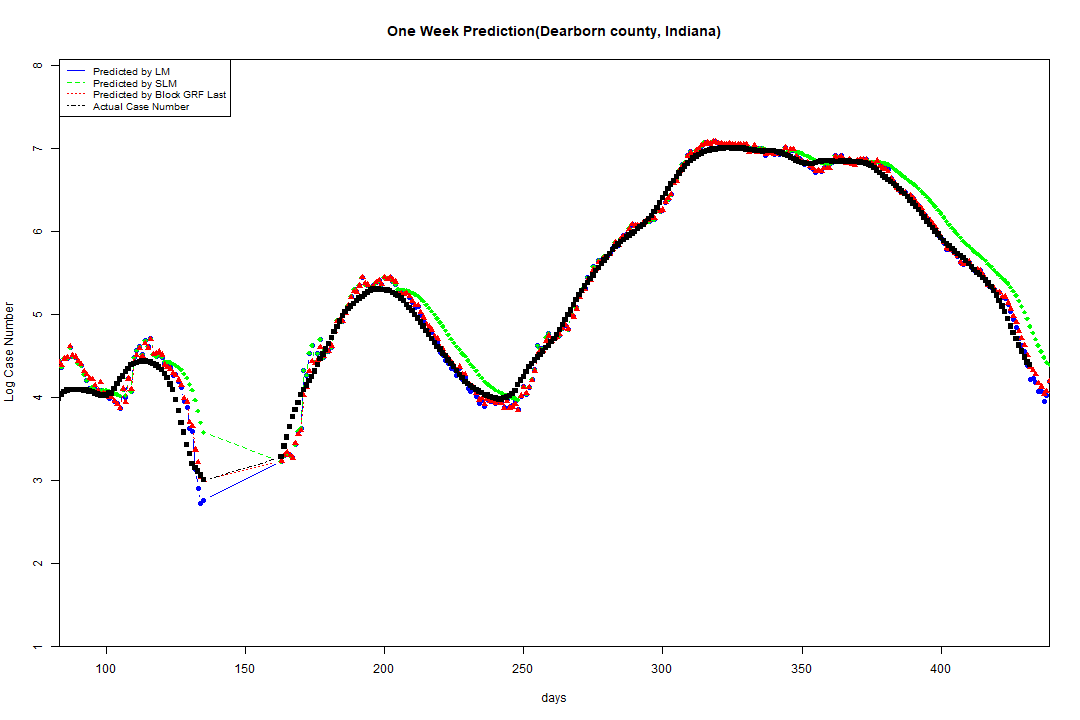 One Week Prediction(Dearborn county, Indiana)
Predicted by LM
Predicted by SLM
Predicted by Block GRF Last
Actual Case Number
8
7
6
5
4
3
2
1
Log Case Number
100 150 200 250 300 350 400
days